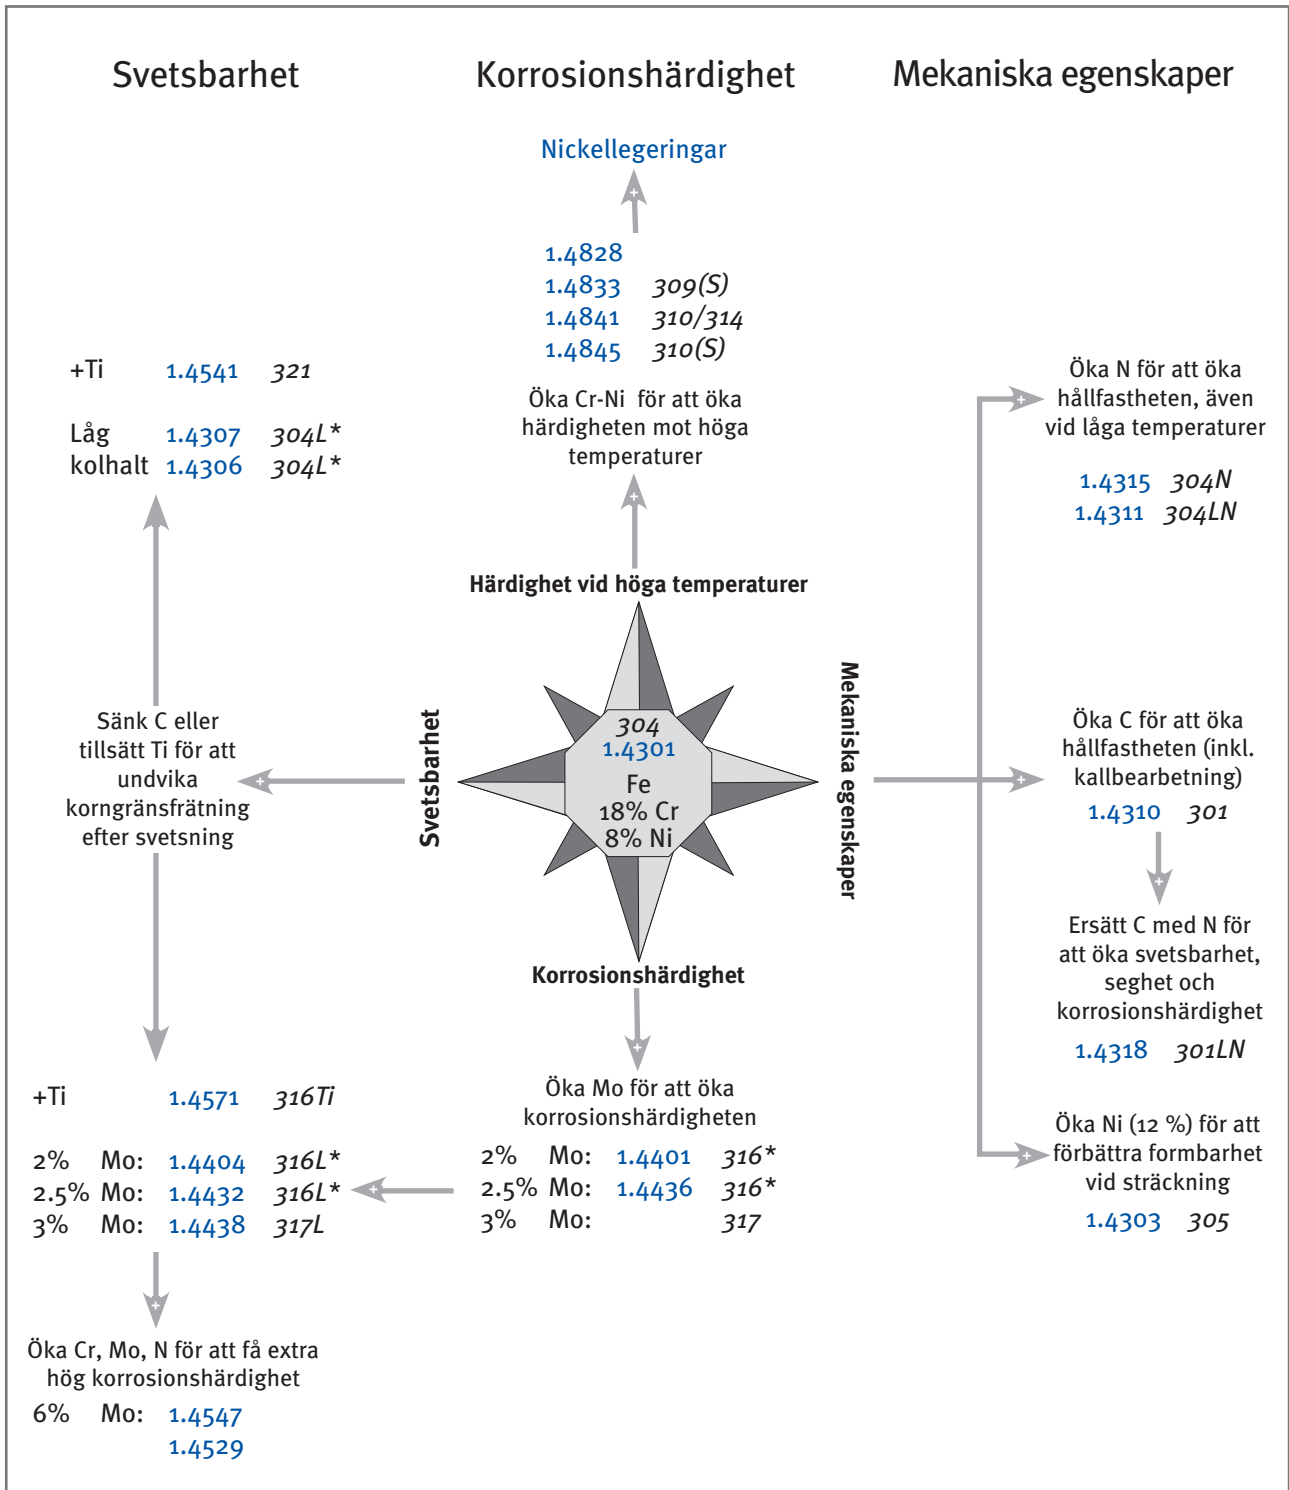 Svetsbarhet
Korrosionshärdighet
Mekaniska egenskaper
Nickellegeringar
1.4828
1.4833 309(S)
1.4841 310/314
1.4845 310(S)
Öka Cr-Ni för att öka
härdigheten mot höga
temperaturer
Härdighet vid höga temperaturer
+Ti 1.4541 321
Låg 1.4307 304L*
kolhalt 1.4306 304L*
Sänk C eller
tillsätt Ti för att
undvika
korngränsfrätning
efter svetsning
Svetsbarhet
304
1.4301
Fe
18% Cr
8% Ni
Mekaniska egenskaper
Korrosionshärdighet
Öka N för att öka
hållfastheten, även
vid låga temperaturer
1.4315 304N
1.4311 304LN
Öka C för att öka
hållfastheten (inkl.
kallbearbetning)
1.4310 301
Ersätt C med N för
att öka svetsbarhet,
seghet och
korrosionshärdighet
1.4318 301LN
Öka Ni (12 %) för att
förbättra formbarhet
vid sträckning
1.4303 305
Öka Mo för att öka
korrosionshärdigheten
2% Mo: 1.4401 316*
2.5% Mo: 1.4436 316*
3% Mo: 317
+Ti 1.4571 316Ti
2% Mo: 1.4404 316L*
2.5% Mo: 1.4432 316L*
3% Mo: 1.4438 317L
Öka Cr, Mo, N för att få extra
hög korrosionshärdighet
6% Mo: 1.4547
1.4529